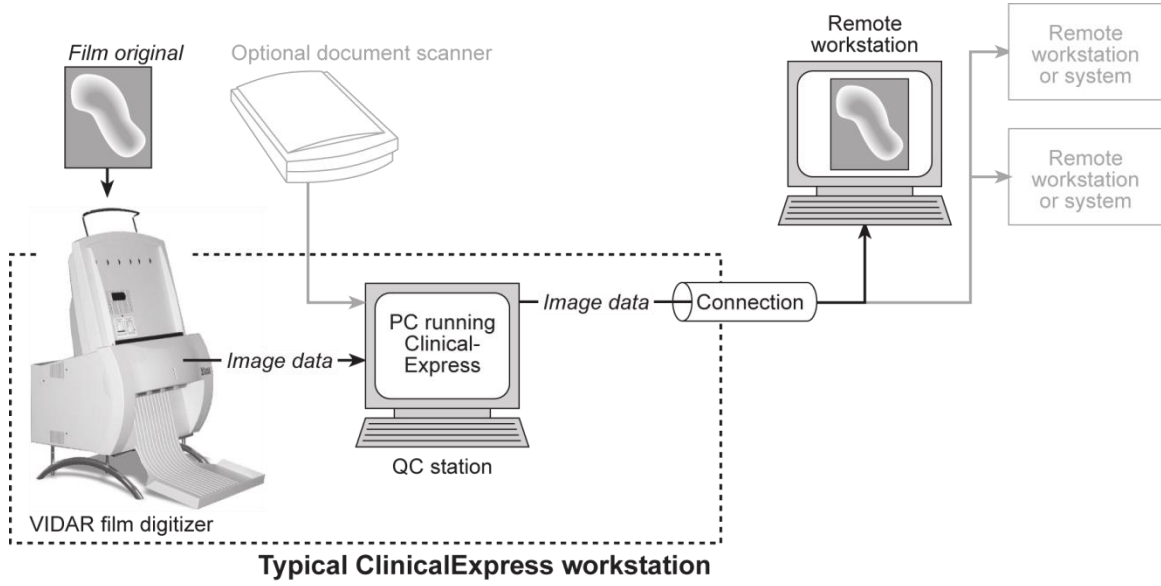 Film original
Optional document scanner
Remote
workstation
Remote
workstation
or system
Remote
workstation
or system
Image data
PC running
Clinical-
Express
Image data
Connection
QC station
VIDAR film digitizer
Typical ClinicalExpress workstation